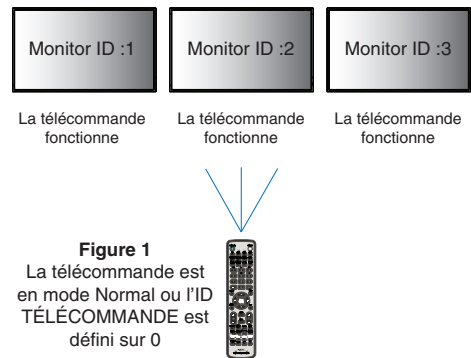 Monitor ID :1
Monitor ID :2
Monitor ID :3
La télécommande
fonctionne
La télécommande
fonctionne
La télécommande
fonctionne
Figure 1
La télécommande est
en mode Normal ou l'ID
TÉLÉCOMMANDE est
défini sur 0